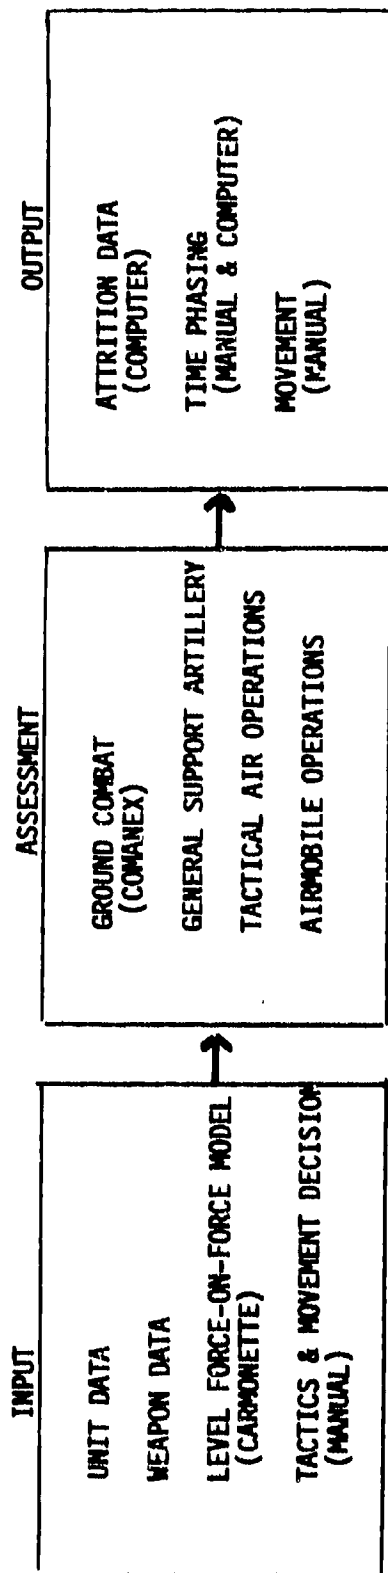 INPUT
UNIT DATA
WEAPON DATA
LEVEL FORCE-ON-FORCE MODEL
(CARMONETTE)
TACTICS & MOVEMENT DECISION
(MANUAL)
ASSESSMENT
GROUND COMBAT
(COMANEX)
GENERAL SUPPORT ARTILLERY
TACTICAL AIR OPERATIONS
AIRMOBILE OPERATIONS
OUTPUT
ATTRITION DATA
(COMPUTER)
TIME PHASING
(MANUAL & COMPUTER)
MOVEMENT
(MANUAL)